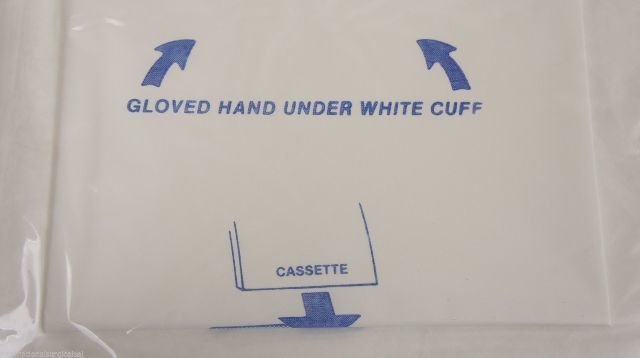 GLOVED HAND UNDER WHITE CUFF
CASSETTE